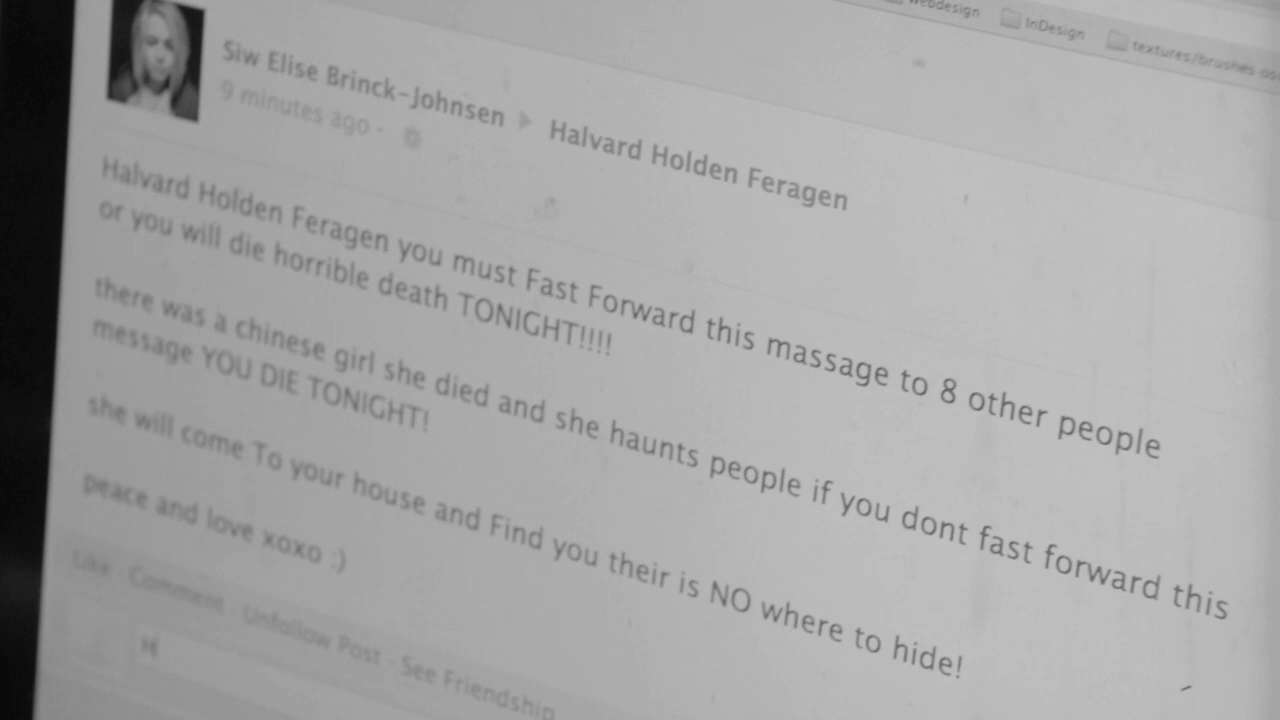 webdesign InDesign textures/brushes
Siw Elise Brinck-Johnsen ▸ Halvard Holden Feragen
9 minutes ago ·
Halvard Holden Feragen you must Fast Forward this massage to 8 other people
or you will die horrible death TONIGHT!!!!
there was a chinese girl she died and she haunts people if you dont fast forward this
message YOU DIE TONIGHT!
she will come To your house and Find you their is NO where to hide!
peace and love xoxo :)
Like · Comment · Unfollow Post · See Friendship
H